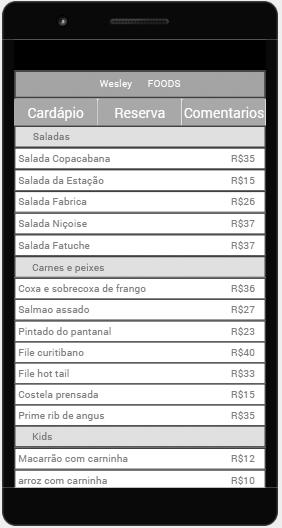 Wesley FOODS
Cardápio Reserva Comentarios
Saladas
Salada Copacabana R$35
Salada da Estação R$15
Salada Fabrica R$26
Salada Niçoise R$37
Salada Fatuche R$37
Carnes e peixes
Coxa e sobrecoxa de frango R$36
Salmao assado R$27
Pintado do pantanal R$23
File curitibano R$40
File hot tail R$33
Costela prensada R$15
Prime rib de angus R$35
Kids
Macarrão com carninha R$12
arroz com carninha R$10